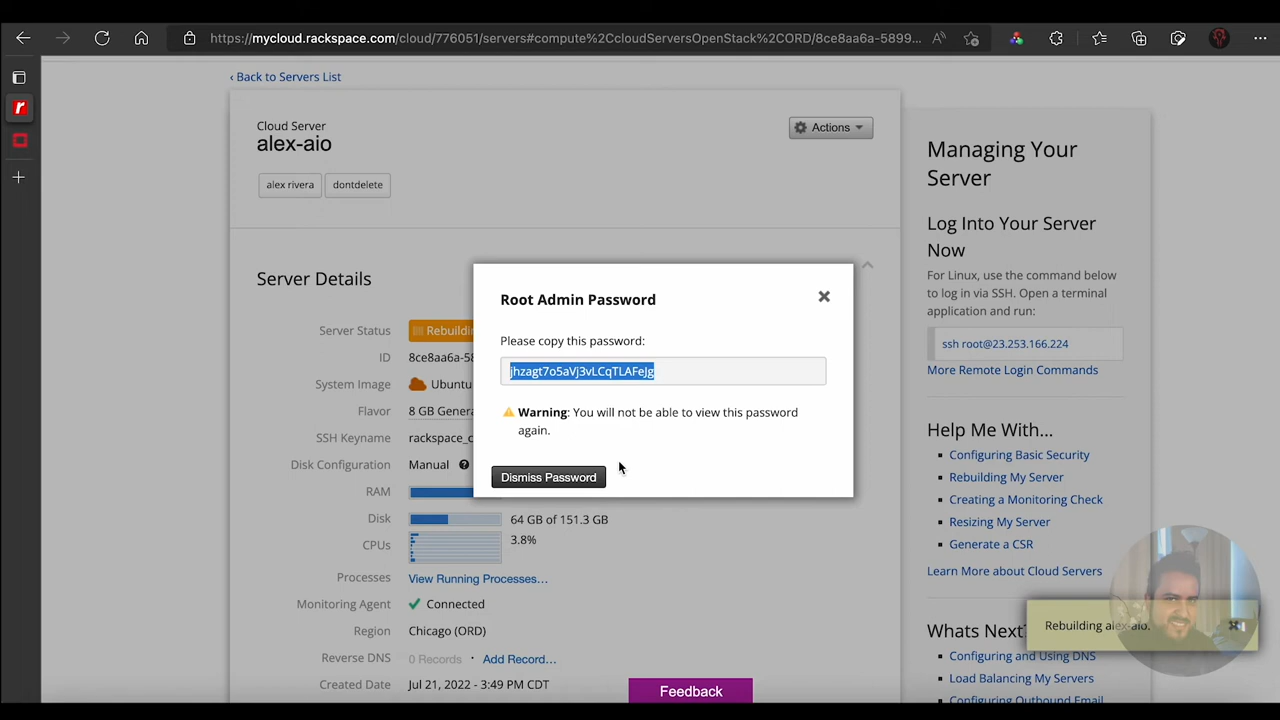 https://mycloud.rackspace.com/cloud/776051/servers#compute%2CcloudServersOpenStack%2CORD/8ce8aa6a-5899...
‹ Back to Servers List
Cloud Server
alex-aio
Actions
alex rivera
dontdelete
Server Details
Server Status
Rebuildin
ID
8ce8aa6a-58
System Image
Ubuntu
Flavor
8 GB Genera
SSH Keyname
rackspace_c
Disk Configuration
Manual
RAM
Disk
64 GB of 151.3 GB
CPUs
3.8%
Processes
View Running Processes...
Monitoring Agent
Connected
Region
Chicago (ORD)
Reverse DNS
0 Records · Add Record...
Created Date
Jul 21, 2022 - 3:49 PM CDT
Root Admin Password
Please copy this password:
jhzagt7o5aVj3vLCqTLAFeJg
Warning: You will not be able to view this password
again.
Dismiss Password
Managing Your
Server
Log Into Your Server
Now
For Linux, use the command below
to log in via SSH. Open a terminal
application and run:
ssh root@23.253.166.224
More Remote Login Commands
Help Me With...
Configuring Basic Security
Rebuilding My Server
Creating a Monitoring Check
Resizing My Server
Generate a CSR
Learn More about Cloud Servers
Rebuilding alex-aio.
Whats Next?
Configuring and Using DNS
Load Balancing My Servers
Configuring Outbound Email
Feedback